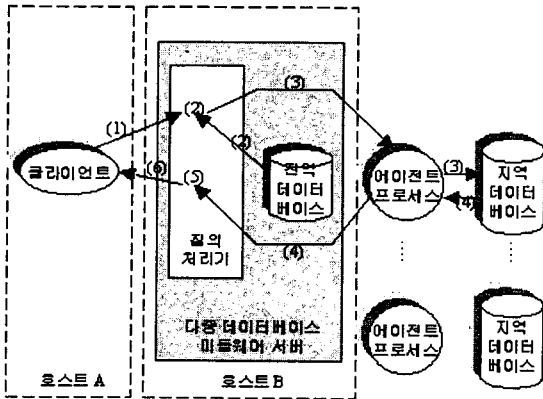 (1)
(2)
(3)
(2)
(6)
(5)
(3)
(4)
(4)
클라이언트
전역
데이터
베이스
에이전트
프로세스
지역
데이터
베이스
질의
처리기
다중 데이터베이스
미들웨어 서버
에이전트
프로세스
지역
데이터
베이스
호스트 A
호스트 B